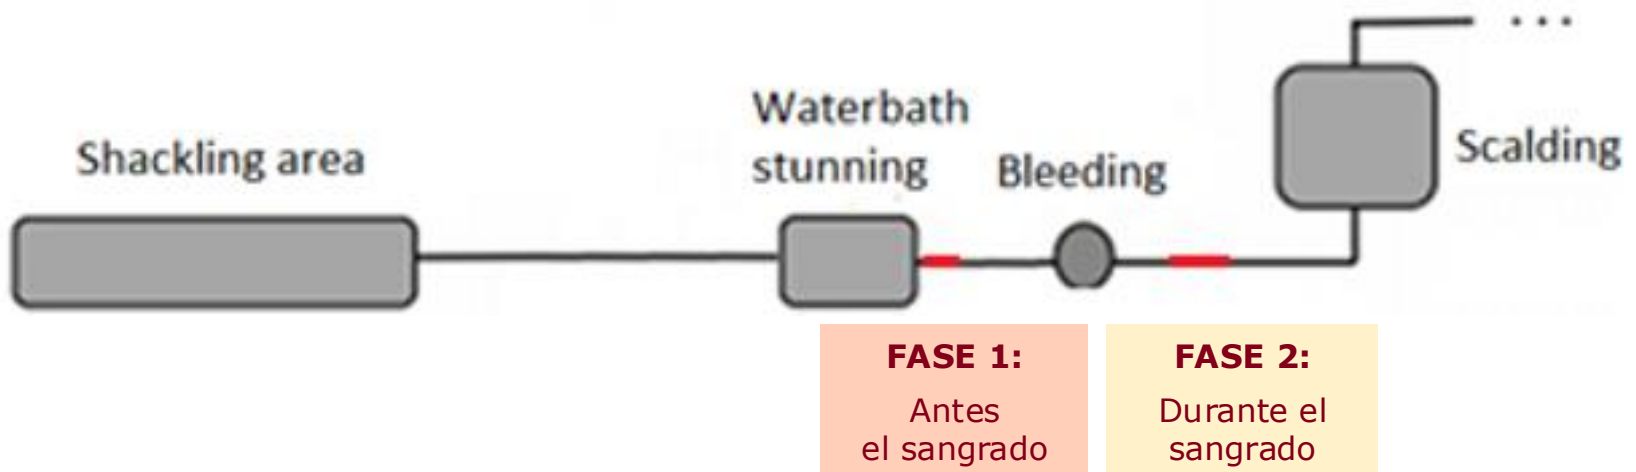 Shackling area
Waterbath
stunning
Bleeding
Scalding
...
FASE 1:
Antes
el sangrado
FASE 2:
Durante el
sangrado